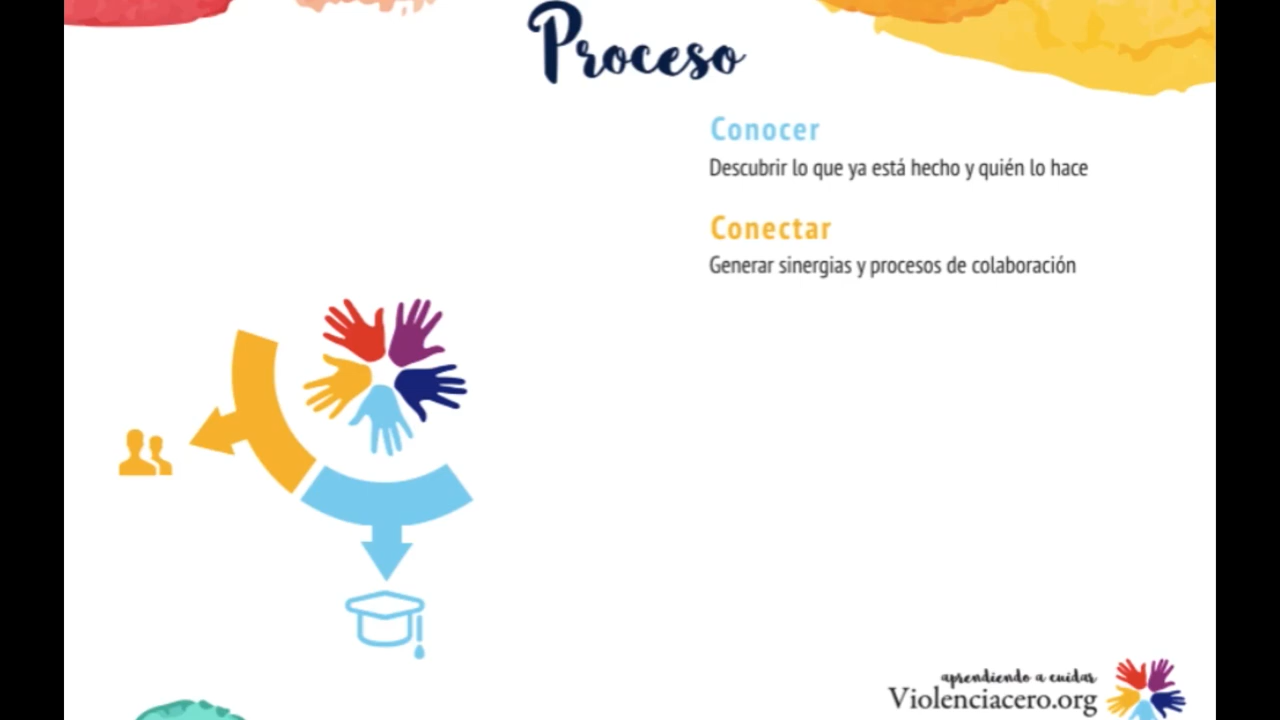 Proceso
Conocer
Descubrir lo que ya está hecho y quién lo hace
Conectar
Generar sinergias y procesos de colaboración
aprendiendo a cuidar
Violenciacero.org